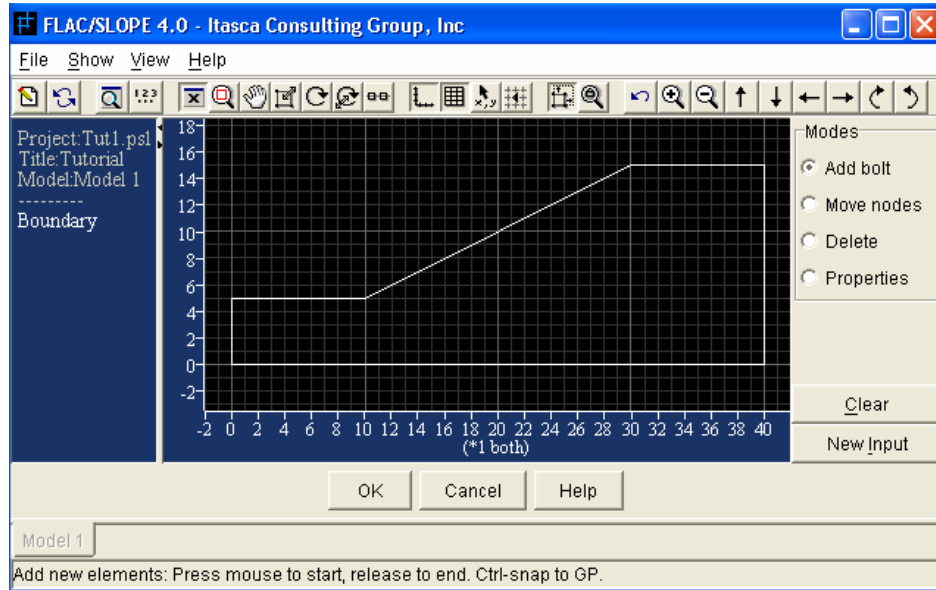 FLAC/SLOPE 4.0 - Itasca Consulting Group, Inc
File Show View Help
123
x,y
Project:Tut1.psl
Title:Tutorial
Model:Model 1
---------
Boundary
18
16
14
12
10
8
6
4
2
0
-2
-2 0 2 4 6 8 10 12 14 16 18 20 22 24 26 28 30 32 34 36 38 40
(*1 both)
Modes
Add bolt
Move nodes
Delete
Properties
Clear
New Input
OK Cancel Help
Model 1
Add new elements: Press mouse to start, release to end. Ctrl-snap to GP.